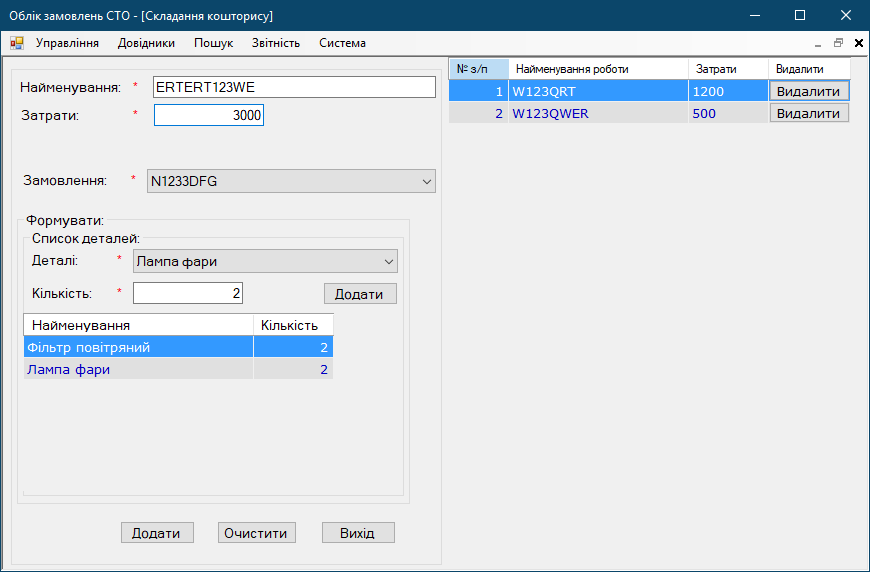 Облік замовлень СТО - [Складання кошторису]
Управління Довідники Пошук Звітність Система
Найменування: * ERTERT123WE
Затрати: * 3000
Замовлення: * N1233DFG
Формувати:
Список деталей:
Деталі: * Лампа фари
Кількість: * 2 Додати
Найменування Кількість
Фільтр повітряний 2
Лампа фари 2
Додати Очистити Вихід
№ з/п Найменування роботи Затрати Видалити
1 W123QRT 1200 Видалити
2 W123QWER 500 Видалити